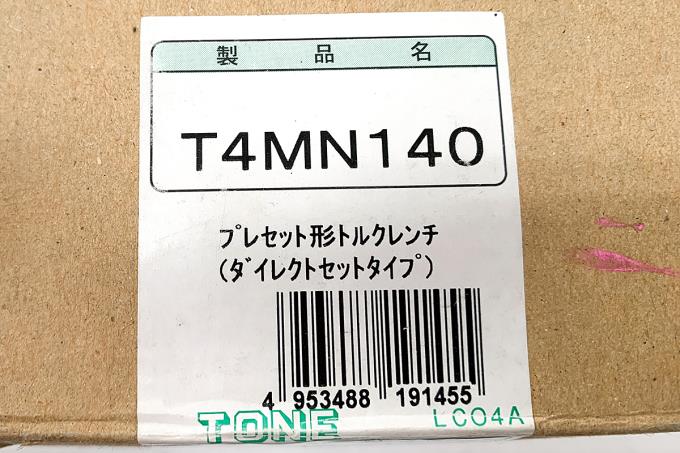 製品名
T4MN140
ﾌﾟﾚｾｯﾄ形ﾄﾙｸﾚﾝﾁ
(ﾀﾞｲﾚｸﾄｾｯﾄﾀｲﾌﾟ)
4 953488 191455
TONE LC04A